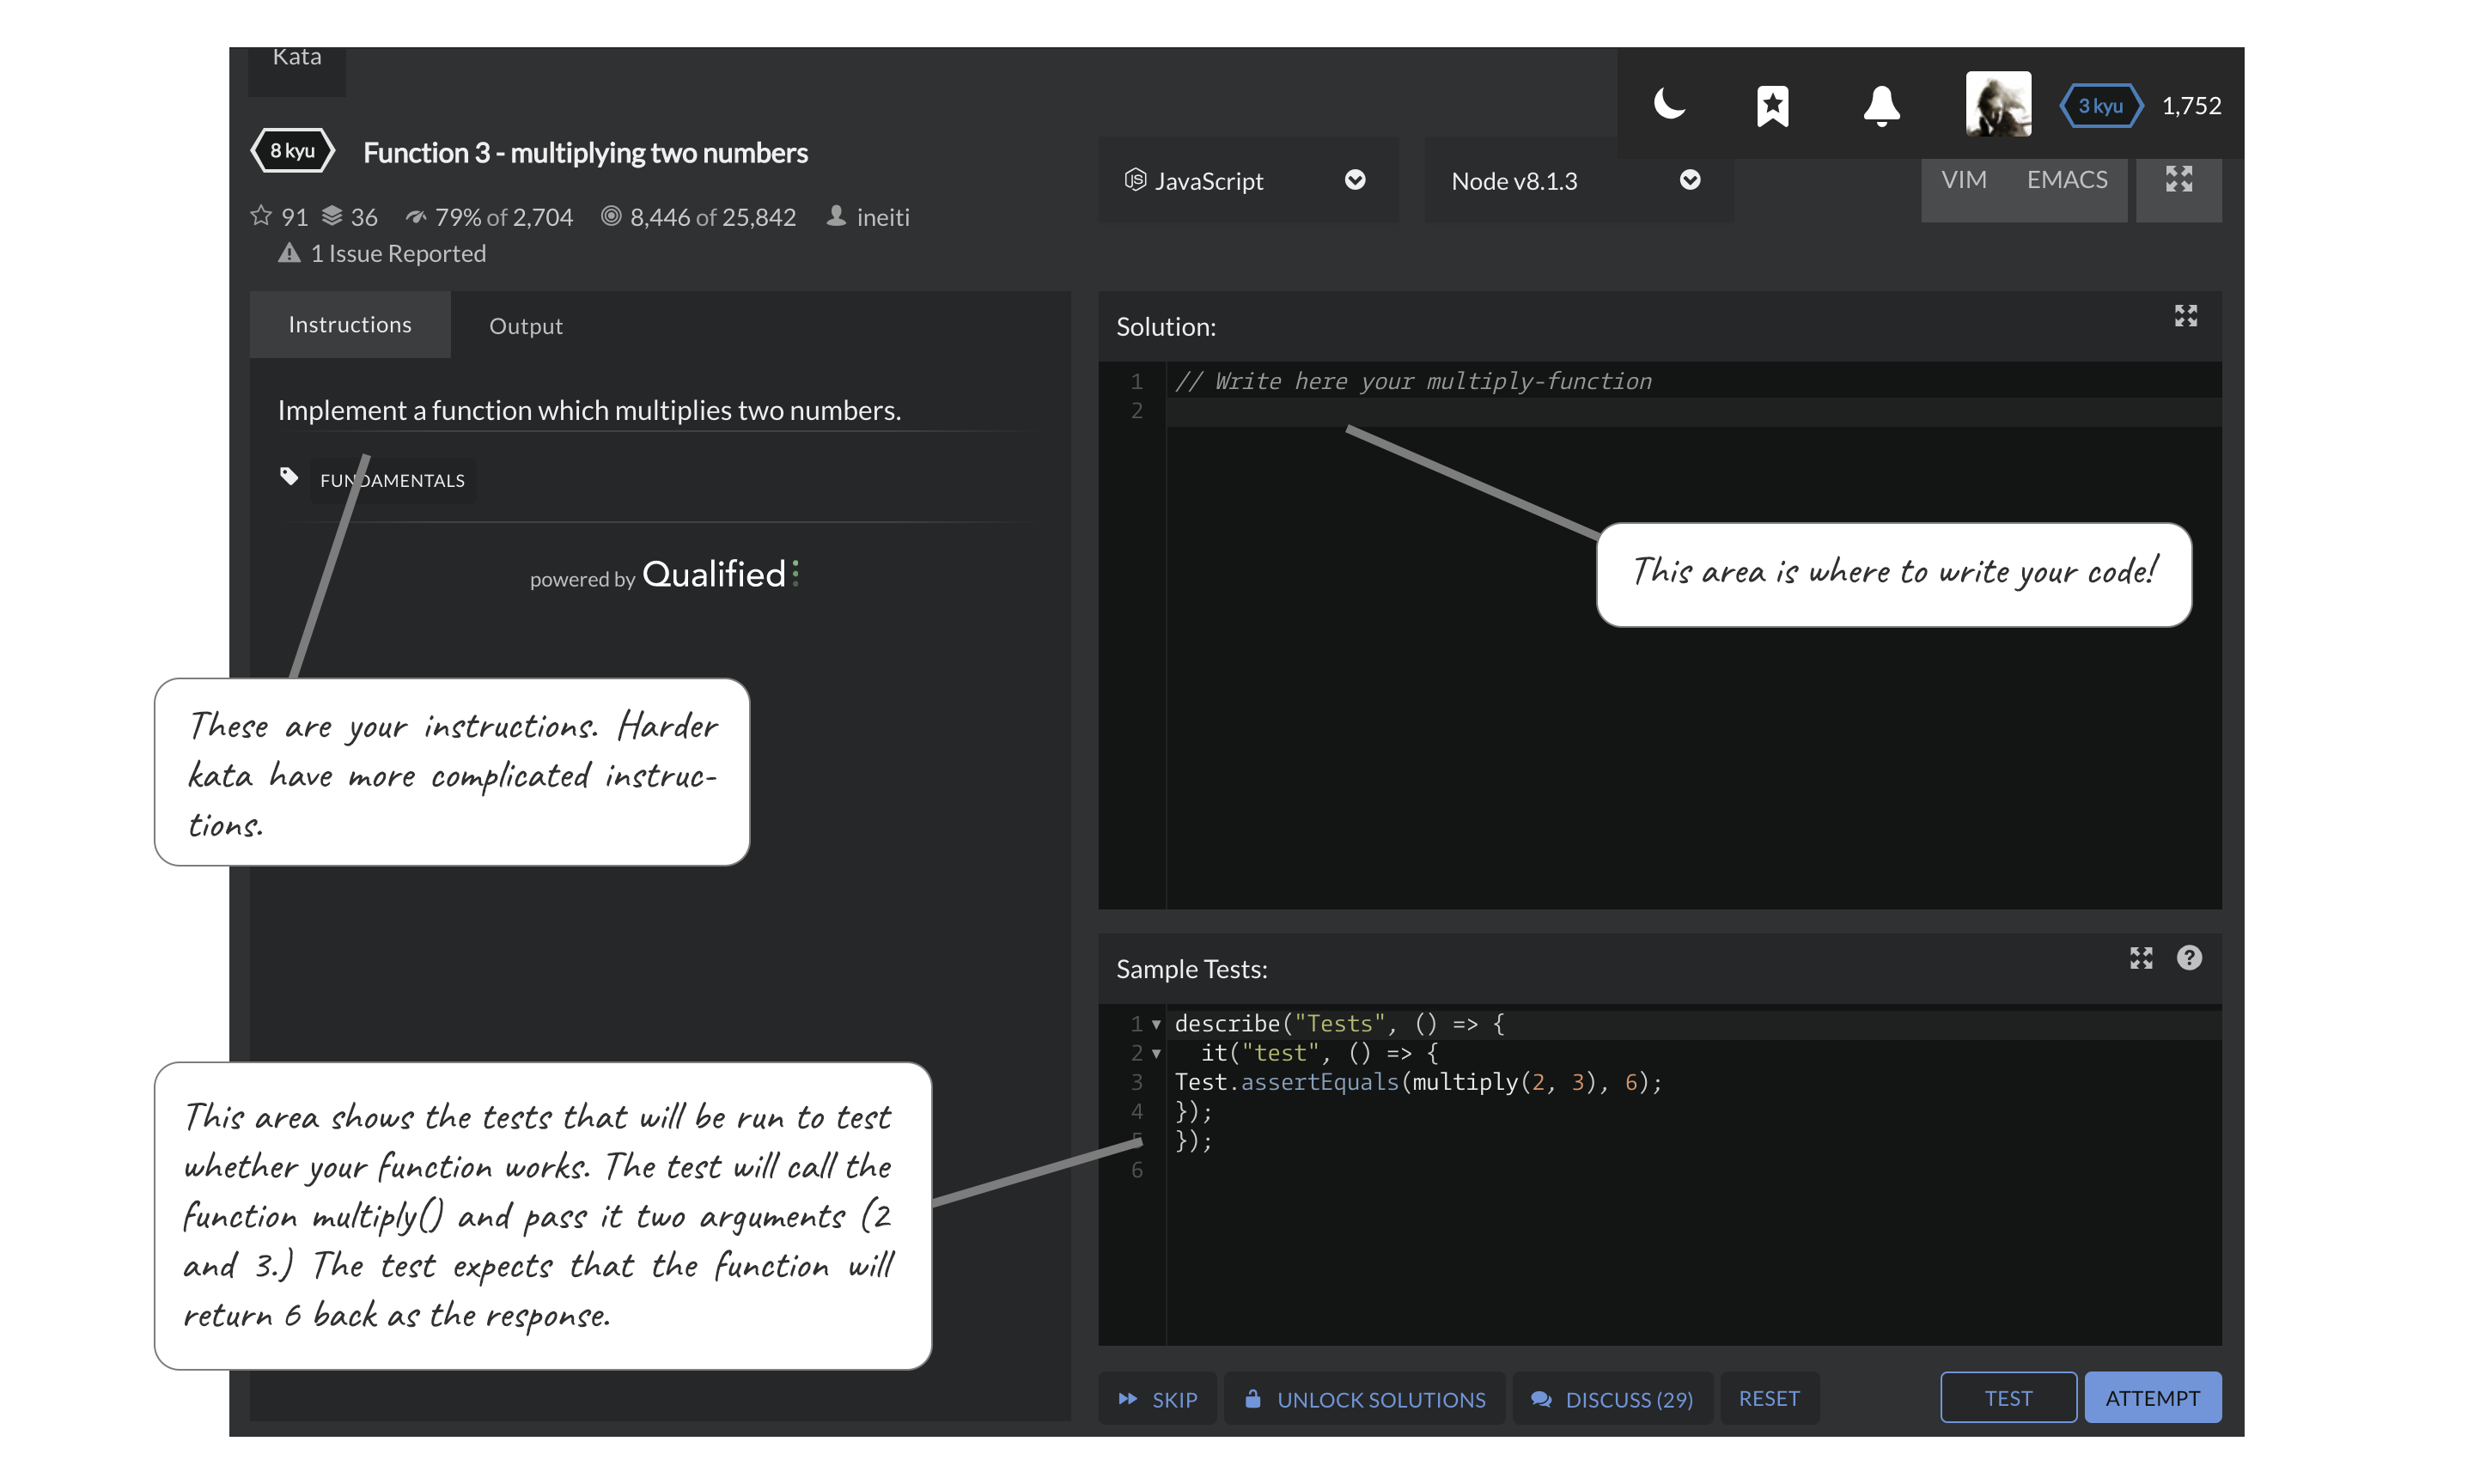 Kata
3 kyu 1,752
8 kyu Function 3 - multiplying two numbers
JavaScript
Node v8.1.3
VIM EMACS
91 36 79% of 2,704 8,446 of 25,842 ineiti
1 Issue Reported
Instructions Output
Implement a function which multiplies two numbers.
FUNDAMENTALS
powered by Qualified
These are your instructions. Harder
kata have more complicated instruc-
tions.
Solution:
1 // Write here your multiply-function
2
This area is where to write your code!
Sample Tests:
1 describe("Tests", () => {
2 it("test", () => {
3 Test.assertEquals(multiply(2, 3), 6);
4 });
5 });
6
This area shows the tests that will be run to test
whether your function works. The test will call the
function multiply() and pass it two arguments (2
and 3.) The test expects that the function will
return 6 back as the response.
SKIP UNLOCK SOLUTIONS DISCUSS (29) RESET TEST ATTEMPT